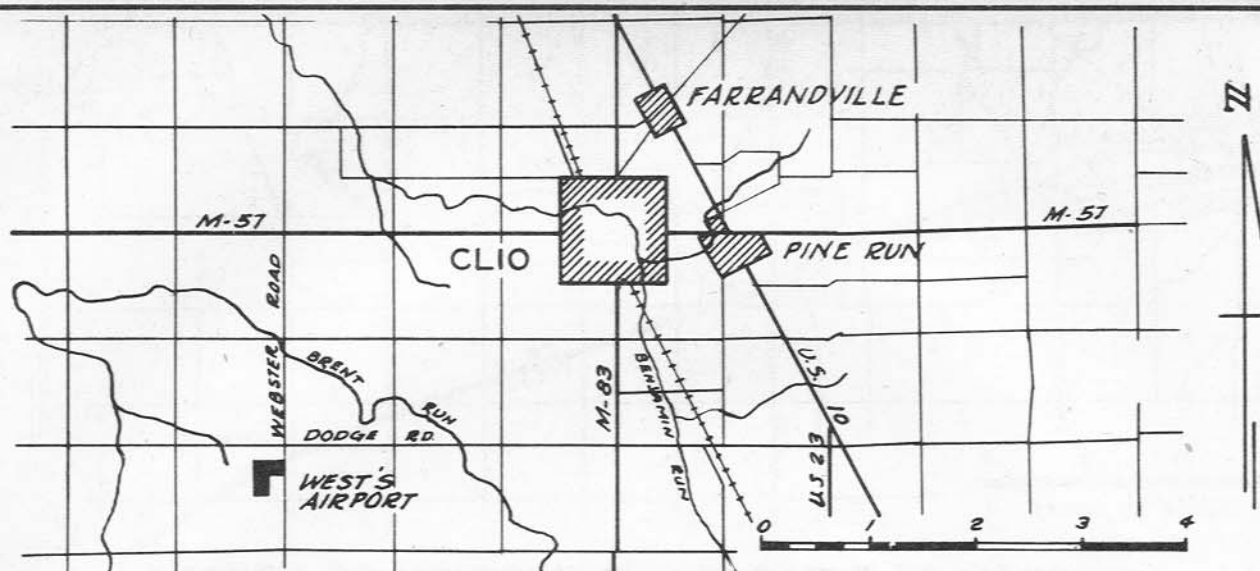 FARRANDVILLE
N
M-57
M-57
CLIO
PINE RUN
WEBSTER ROAD
BRENT
RUN
M-83
BENJAMIN
RUN
U.S. 10
DODGE RD.
U.S 23
WEST'S
AIRPORT
0 1 2 3 4